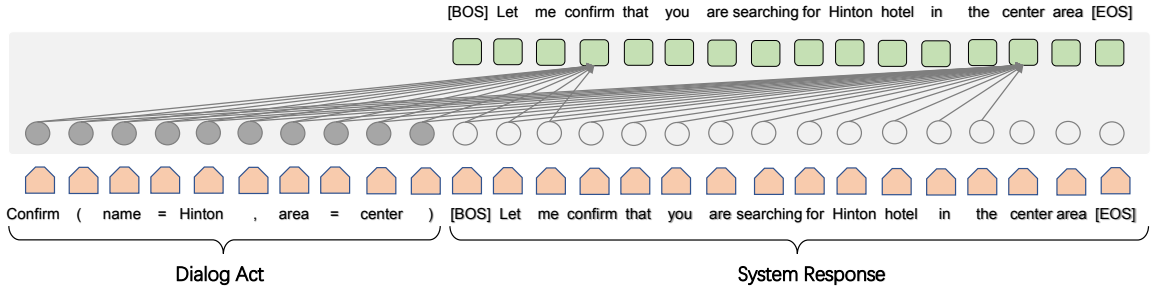 [BOS] Let me confirm that you are searching for Hinton hotel in the center area [EOS]
Confirm ( name = Hinton , area = center ) [BOS] Let me confirm that you are searching for Hinton hotel in the center area [EOS]
Dialog Act System Response